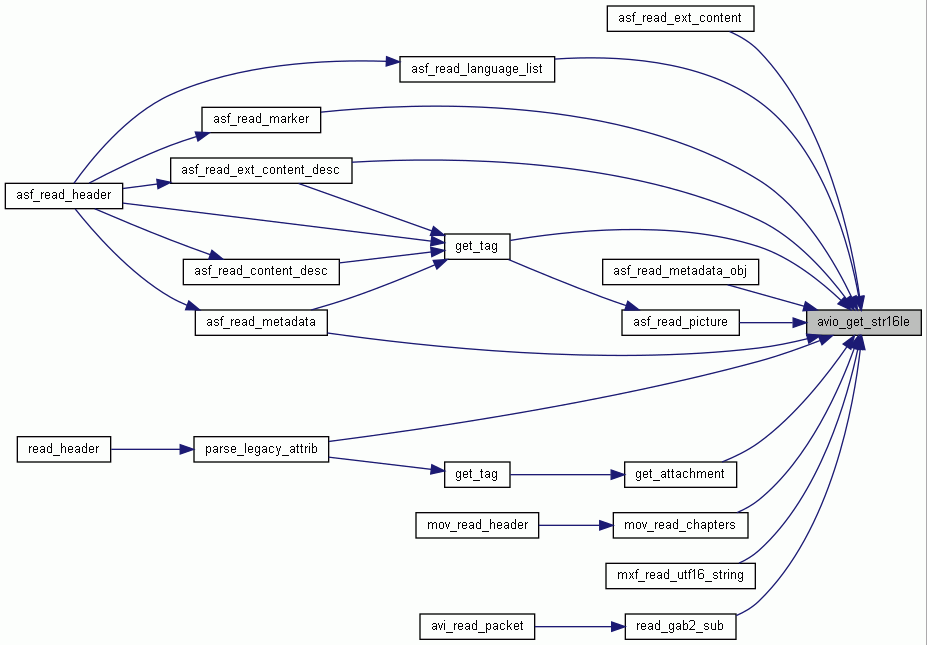 asf_read_ext_content
asf_read_language_list
asf_read_marker
asf_read_ext_content_desc
asf_read_header
get_tag
asf_read_content_desc
asf_read_metadata_obj
asf_read_metadata
asf_read_picture
avio_get_str16le
read_header
parse_legacy_attrib
get_tag
get_attachment
mov_read_header
mov_read_chapters
mxf_read_utf16_string
avi_read_packet
read_gab2_sub